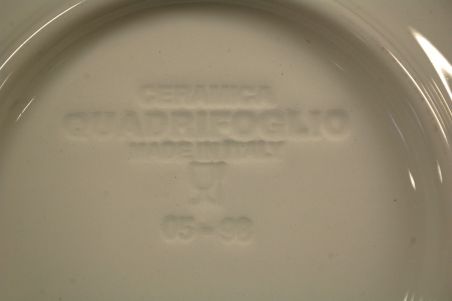 CERAMICA
QUADRIFOGLIO
MADE IN ITALY
05-98